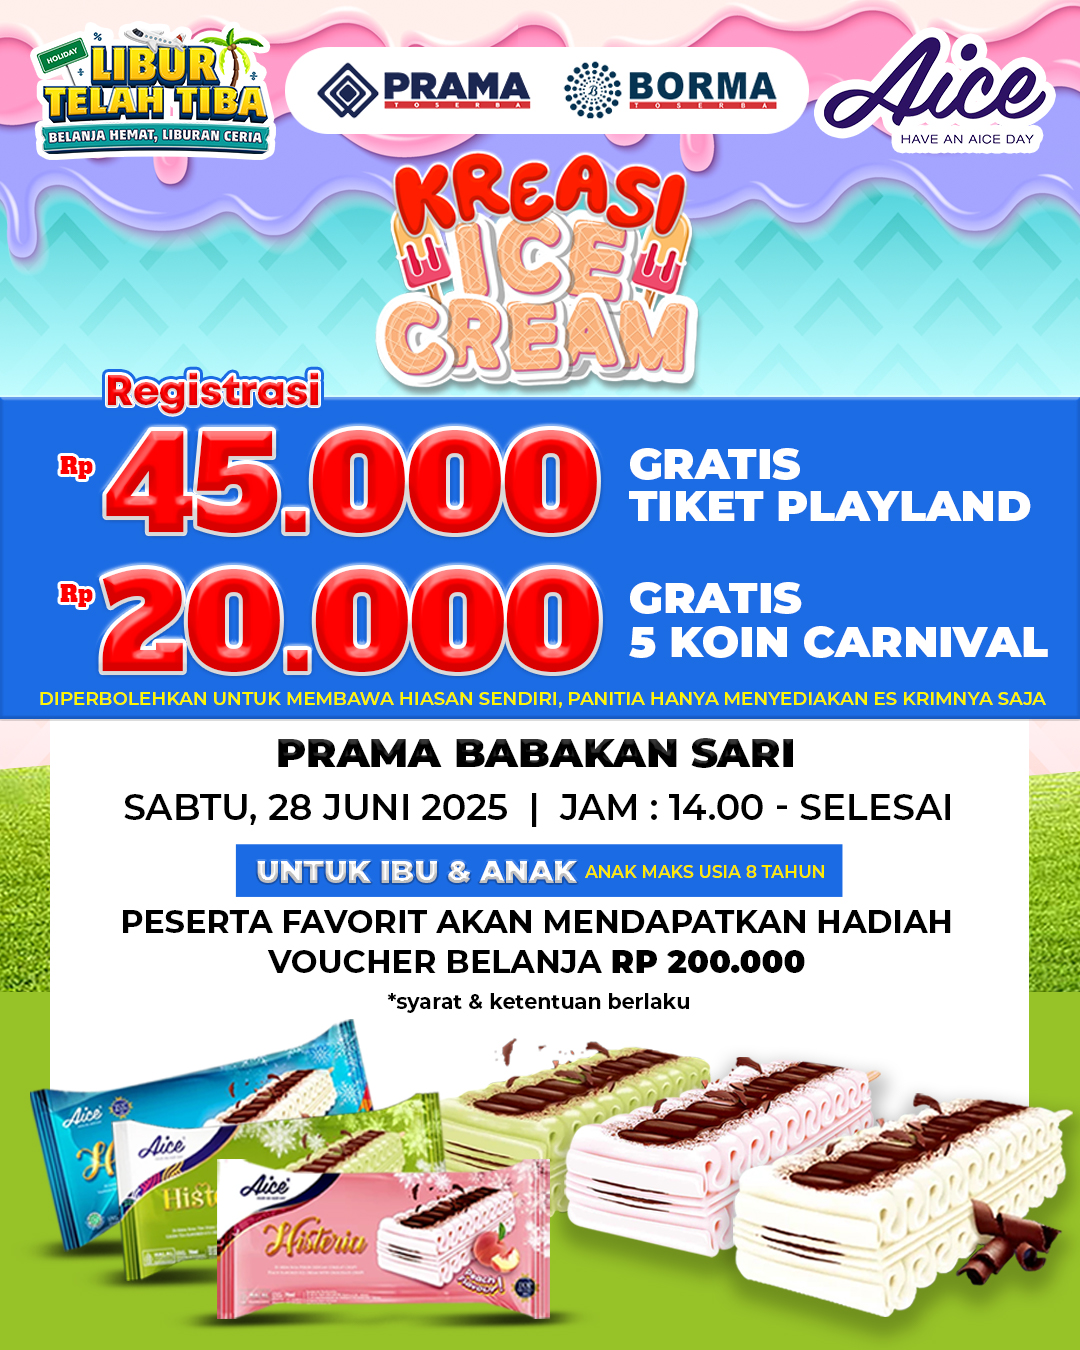 HOLIDAY
LIBUR
TELAH TIBA
BELANJA HEMAT, LIBURAN CERIA
PRAMA
TOSERBA
B
BORMA
TOSERBA
Aice
HAVE AN AICE DAY
KREASI
ICE
CREAM
Registrasi
Rp 45.000
GRATIS
TIKET PLAYLAND
Rp 20.000
GRATIS
5 KOIN CARNIVAL
DIPERBOLEHKAN UNTUK MEMBAWA HIASAN SENDIRI, PANITIA HANYA MENYEDIAKAN ES KRIMNYA SAJA
PRAMA BABAKAN SARI
SABTU, 28 JUNI 2025 | JAM : 14.00 - SELESAI
UNTUK IBU & ANAK ANAK MAKS USIA 8 TAHUN
PESERTA FAVORIT AKAN MENDAPATKAN HADIAH
VOUCHER BELANJA RP 200.000
*syarat & ketentuan berlaku
Aice
H
Aice
Histe
Aice
Histeria
Peach
Flavour